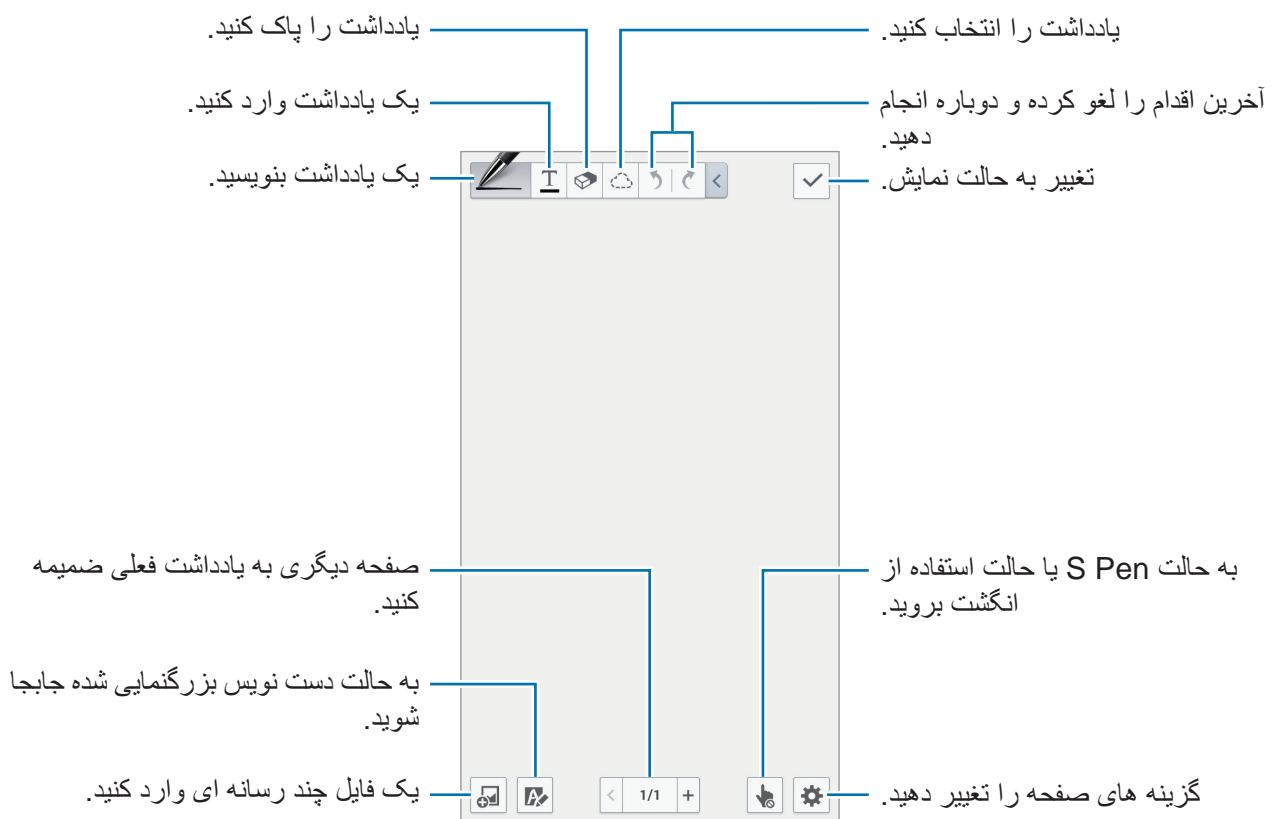 یادداشت را پاک کنید.
یک یادداشت وارد کنید.
یک یادداشت بنویسید.
یادداشت را انتخاب کنید.
آخرین اقدام را لغو کرده و دوباره انجام
دهید.
تغییر به حالت نمایش.
T
صفحه دیگری به یادداشت فعلی ضمیمه
کنید.
به حالت دست نویس بزرگنمایی شده جابجا
شوید.
یک فایل چند رسانه ای وارد کنید.
به حالت S Pen یا حالت استفاده از
انگشت بروید.
گزینه های صفحه را تغییر دهید.
A
< 1/1 +